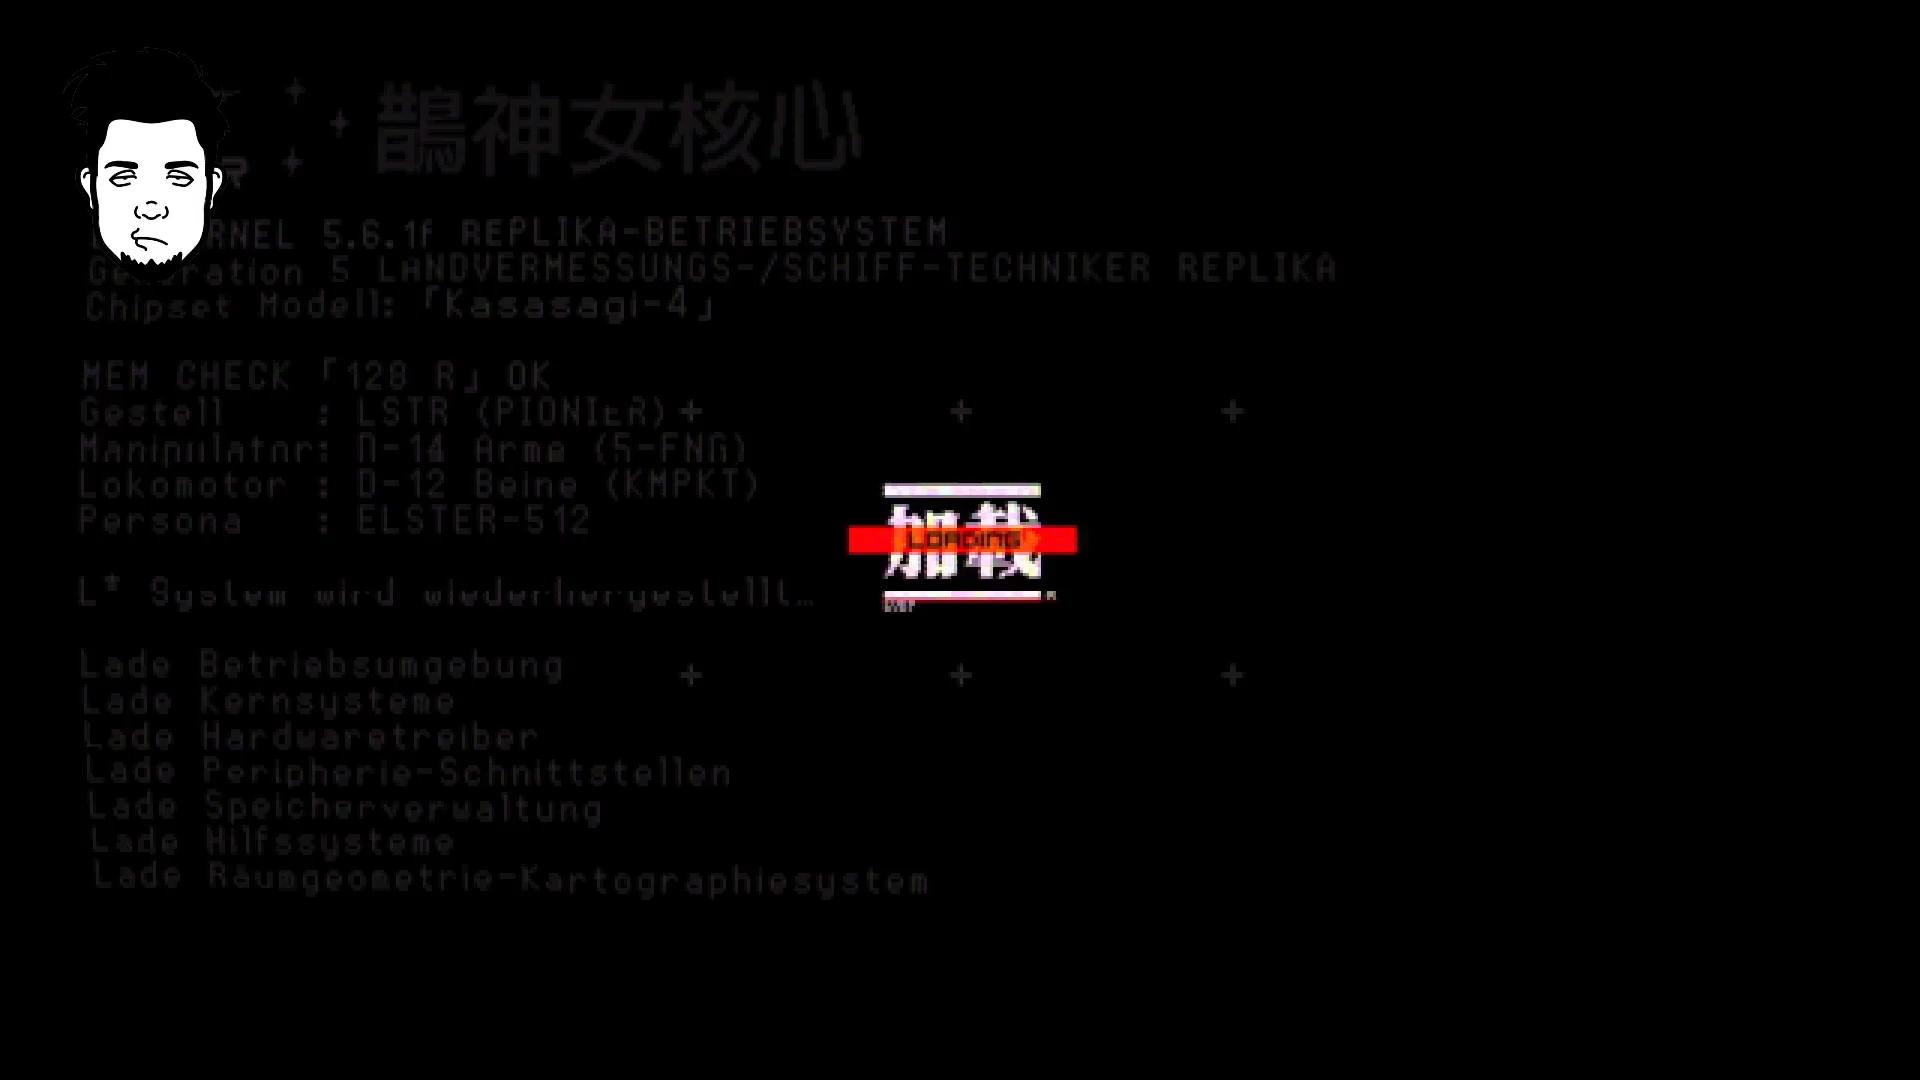 鵲神女核心
RNEL 5.6.1f REPLIKA-BETRIEBSYSTEM
Generation 5 LANDVERMESSUNGS-/SCHIFF-TECHNIKER REPLIKA
Chipset Modell: 「Kasasagi-4」
MEM CHECK 「128 R」 OK
Gestell : LSTR (PIONIER)
Manipulator: D-14 Arme (5-FNG)
Lokomotor : D-12 Beine (KMPKT)
Persona : ELSTER-512
加載
LOADING
L* System wird wiederhergestellt…
Lade Betriebsumgebung
Lade Kernsysteme
Lade Hardwaretreiber
Lade Peripherie-Schnittstellen
Lade Speicherverwaltung
Lade Hilfssysteme
Lade Raumgeometrie-Kartographiesystem